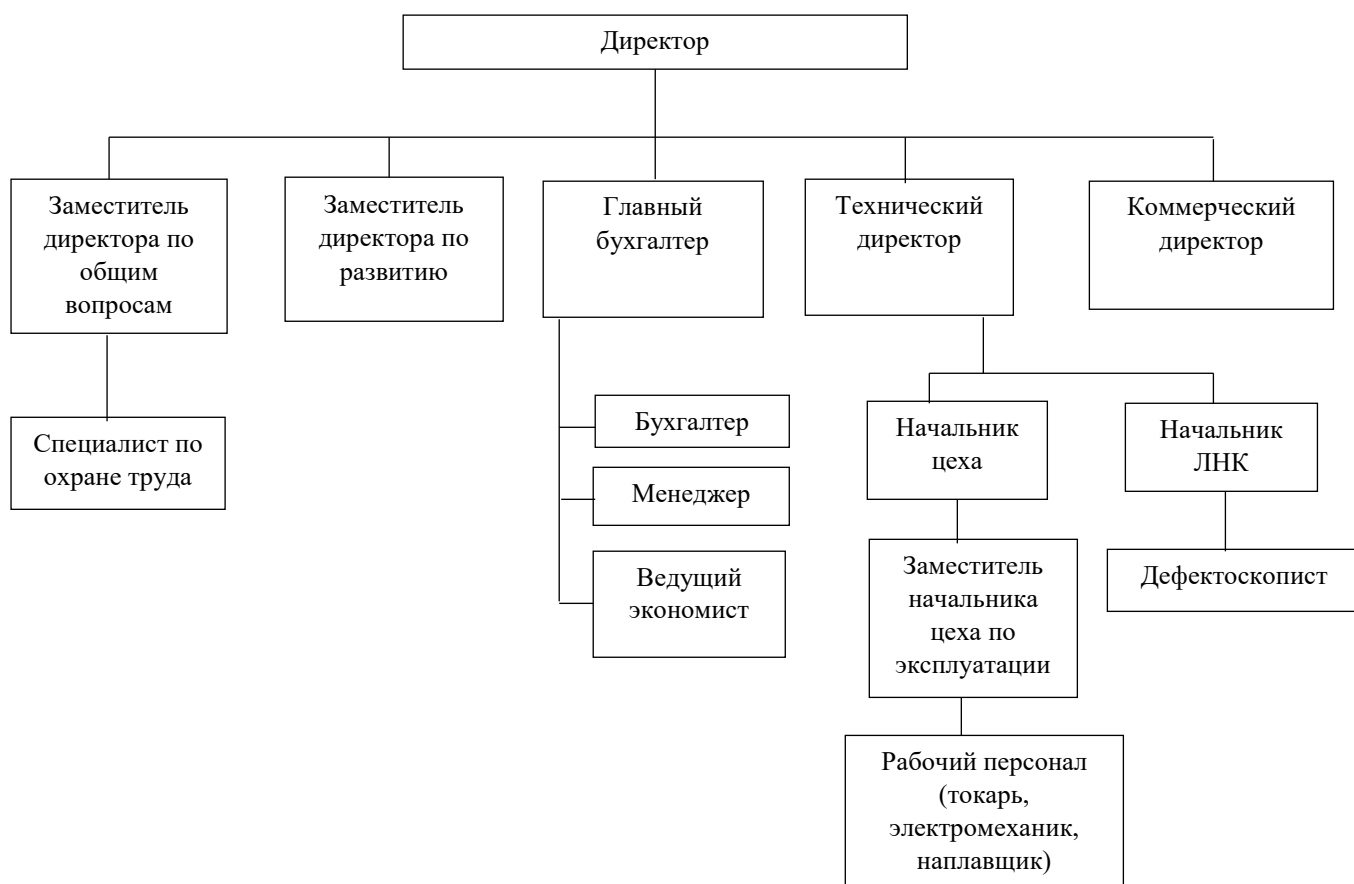 Директор
Заместитель
директора по
общим
вопросам
Заместитель
директора по
развитию
Главный
бухгалтер
Технический
директор
Коммерческий
директор
Специалист по
охране труда
Бухгалтер
Менеджер
Ведущий
экономист
Начальник
цеха
Начальник
ЛНК
Заместитель
начальника
цеха по
эксплуатации
Дефектоскопист
Рабочий персонал
(токарь,
электромеханик,
наплавщик)